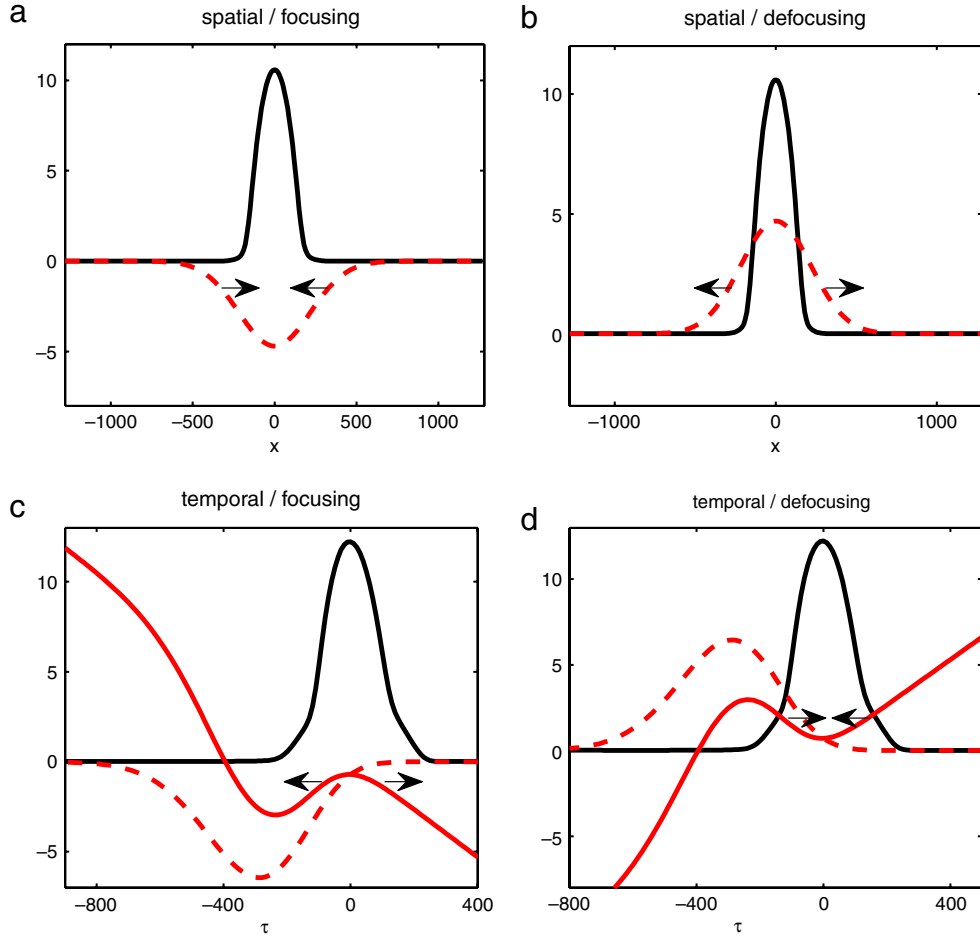 a
spatial / focusing
10
5
0
−5
−1000
−500
0
500
1000
x
b
spatial / defocusing
10
5
0
−1000
0
1000
x
c
temporal / focusing
10
5
0
−5
−800
−400
0
400
τ
d
temporal / defocusing
10
5
0
−5
−800
−400
0
400
τ